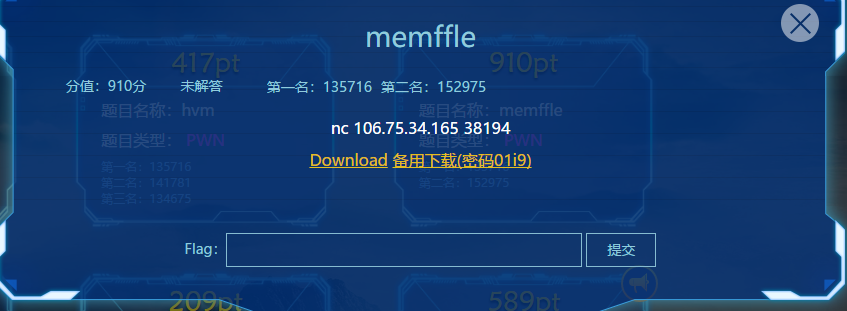 memffle
417pt
910pt
分值：910分 未解答 第一名：135716 第二名：152975
题目名称：hvm
题目名称：memffle
nc 106.75.34.165 38194
题目类型： PWN
题目类型： PWN
Download 备用下载(密码01i9)
第一名：135716
第二名：141781
第三名：134675
第二名：152975
Flag: 提交
209pt
589pt